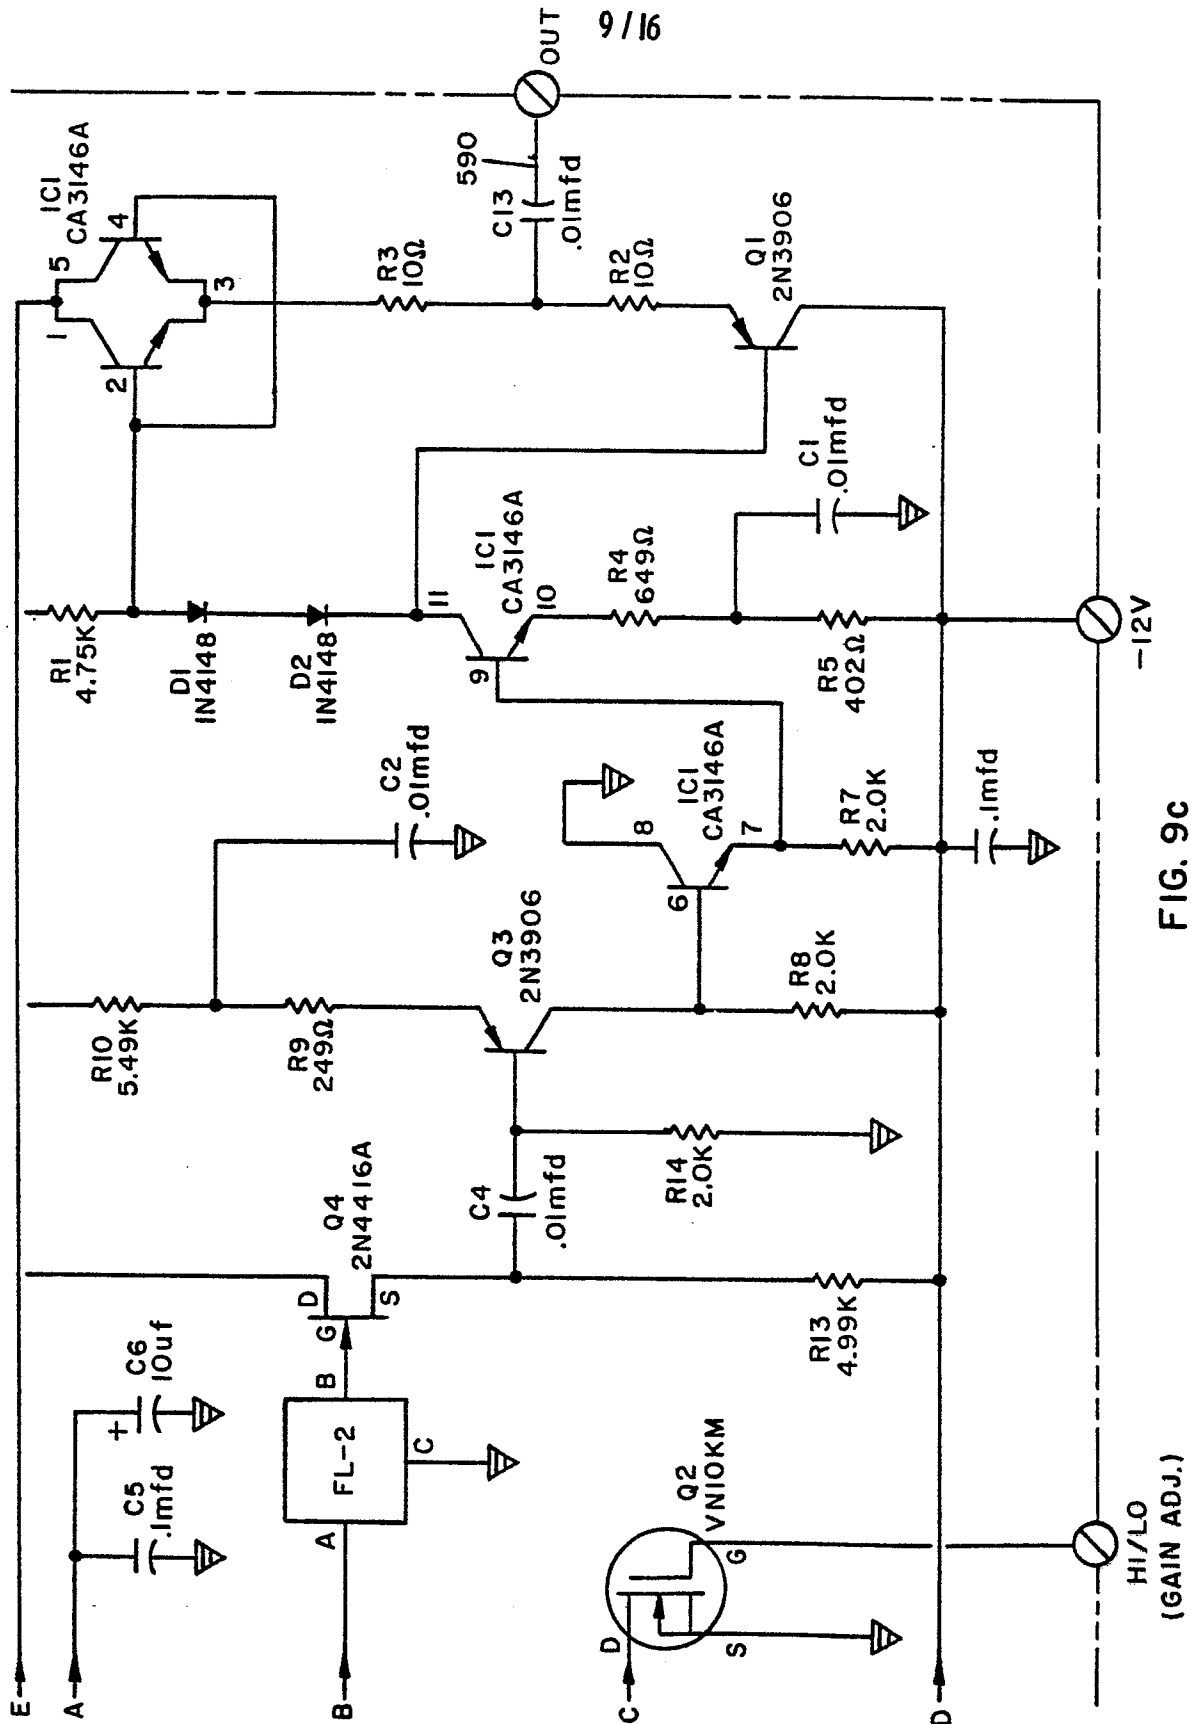 9/16
E
A
C5
.1mfd
+
C6
10uf
B
A
FL-2
B
C
D
G
S
Q4
2N4416A
C4
.01mfd
R14
2.0K
R13
4.99K
C
D
G
S
Q2
VN10KM
D
HI/LO
(GAIN ADJ.)
R10
5.49K
R9
249Ω
C2
.01mfd
Q3
2N3906
R8
2.0K
6
8
7
IC1
CA3146A
R7
2.0K
.1mfd
R1
4.75K
D1
1N4148
D2
1N4148
11
9
10
IC1
CA3146A
R4
649Ω
R5
402Ω
C1
.01mfd
-12V
1
5
2
4
3
IC1
CA3146A
R3
10Ω
C13
.01mfd
590
OUT
R2
10Ω
Q1
2N3906
FIG. 9c